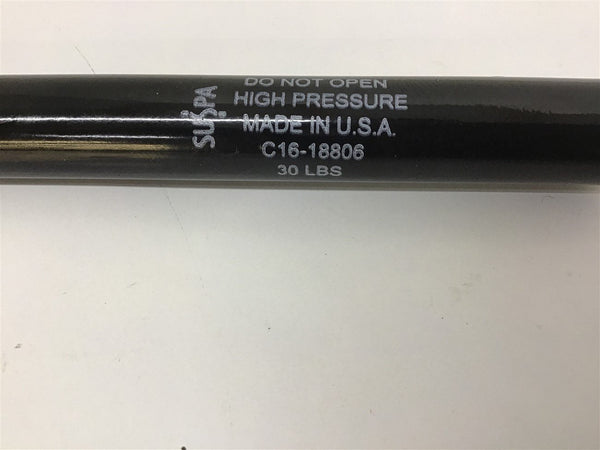 SUSPA
DO NOT OPEN
HIGH PRESSURE
MADE IN U.S.A.
C16-18806
30 LBS